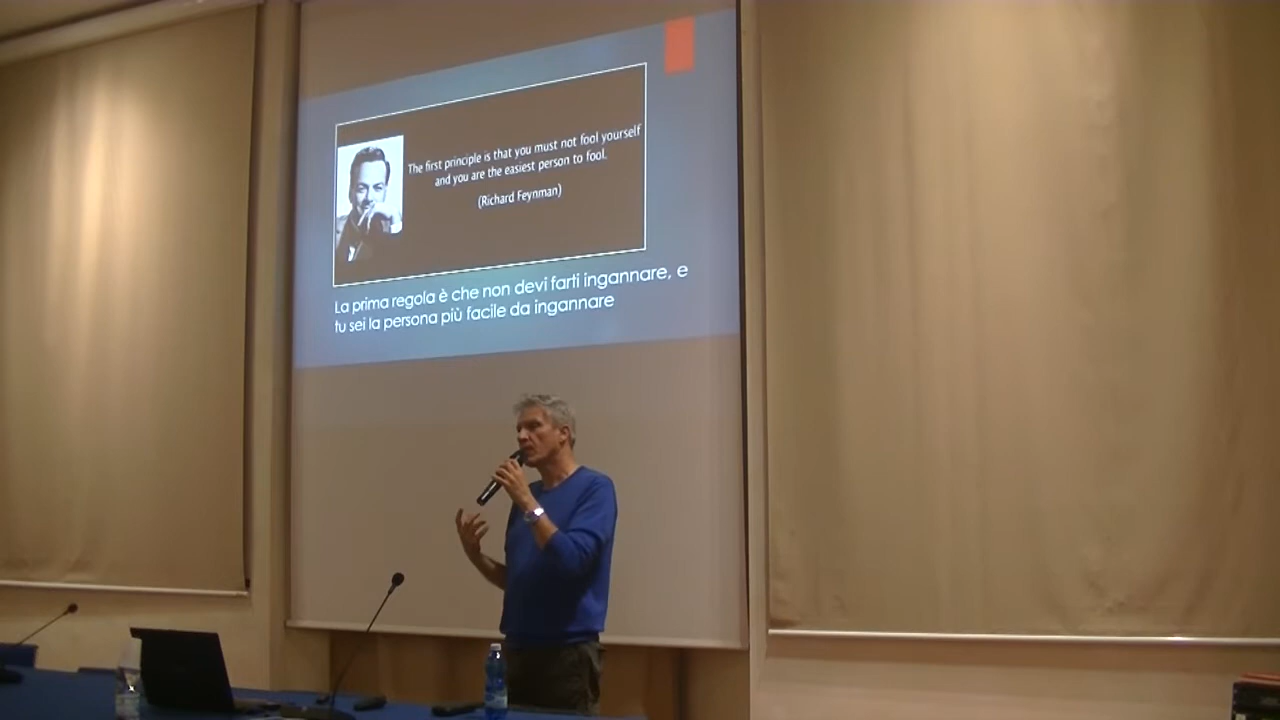 The first principle is that you must not fool yourself
and you are the easiest person to fool.
(Richard Feynman)
La prima regola è che non devi farti ingannare, e
tu sei la persona più facile da ingannare